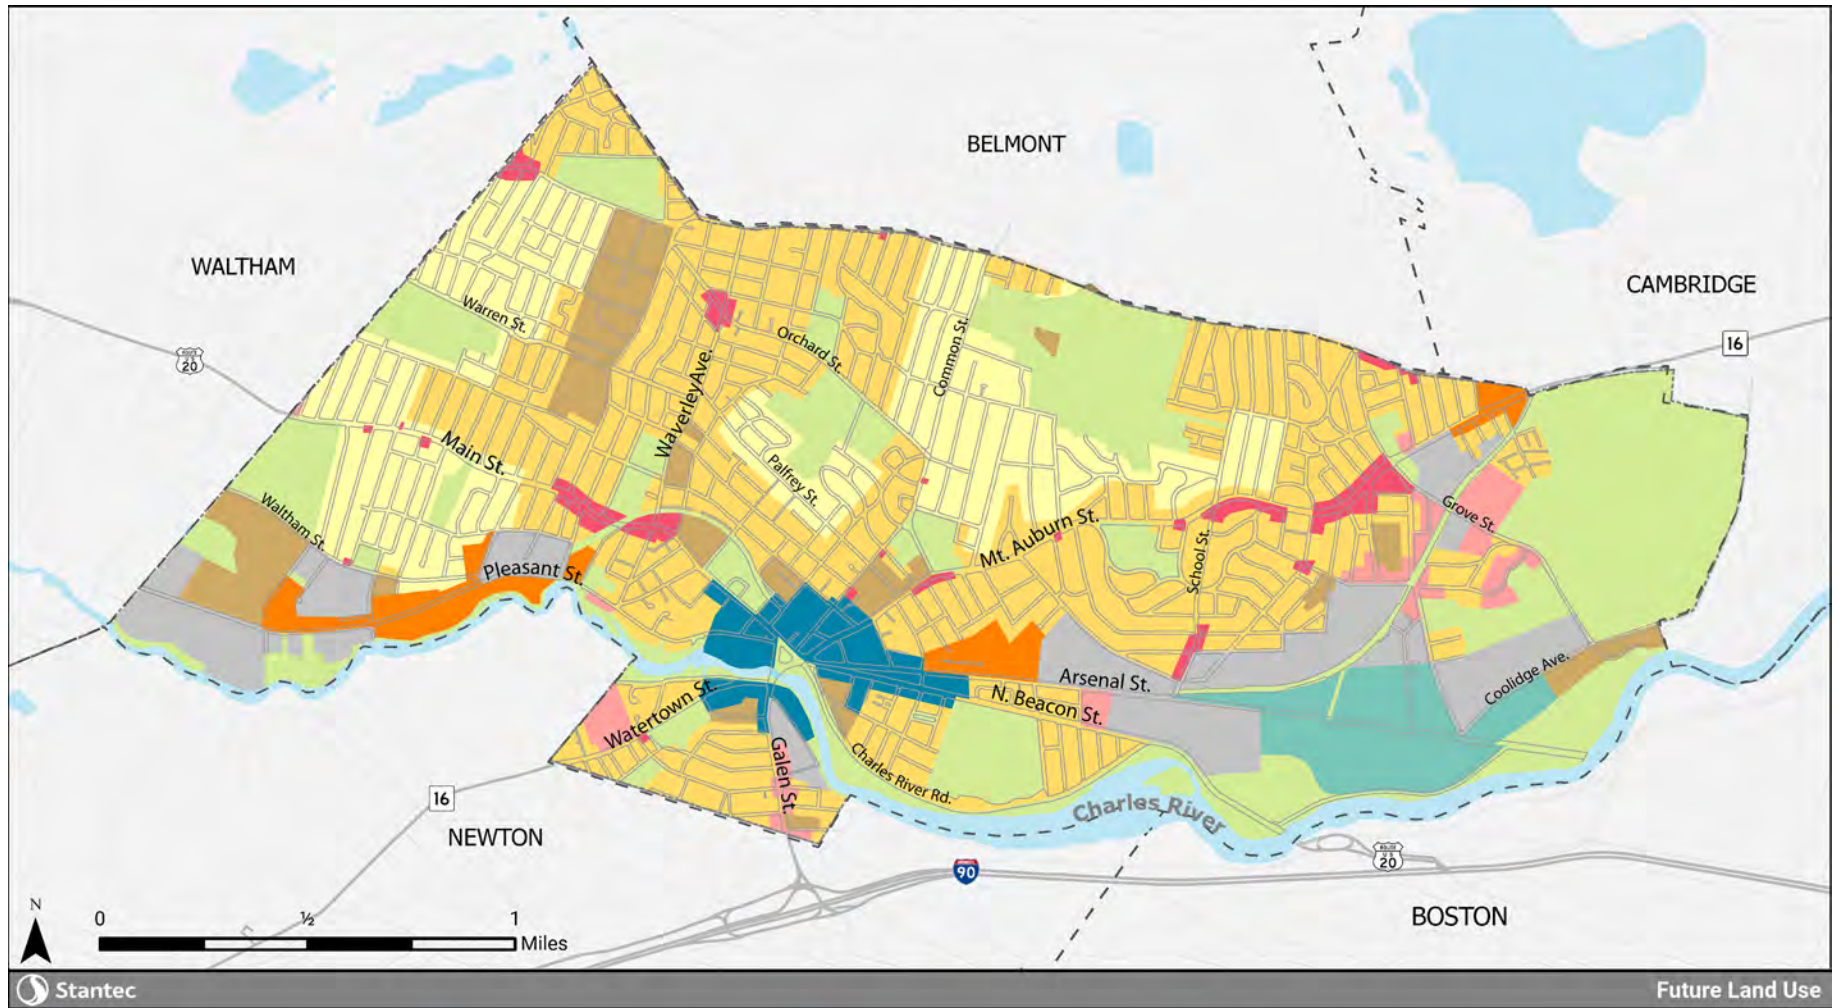 BELMONT
WALTHAM
CAMBRIDGE
16
ROUTE
U S
20
Warren St.
Orchard St.
Common St.
Waverley Ave.
Main St.
Palfrey St.
Waltham St.
Mt. Auburn St.
Grove St.
School St.
Pleasant St.
Arsenal St.
Coolidge Ave.
N. Beacon St.
Watertown St.
Galen St.
Charles River Rd.
Charles River
16
NEWTON
ROUTE
U S
20
90
BOSTON
N
0 ½ 1
Miles
Stantec
Future Land Use